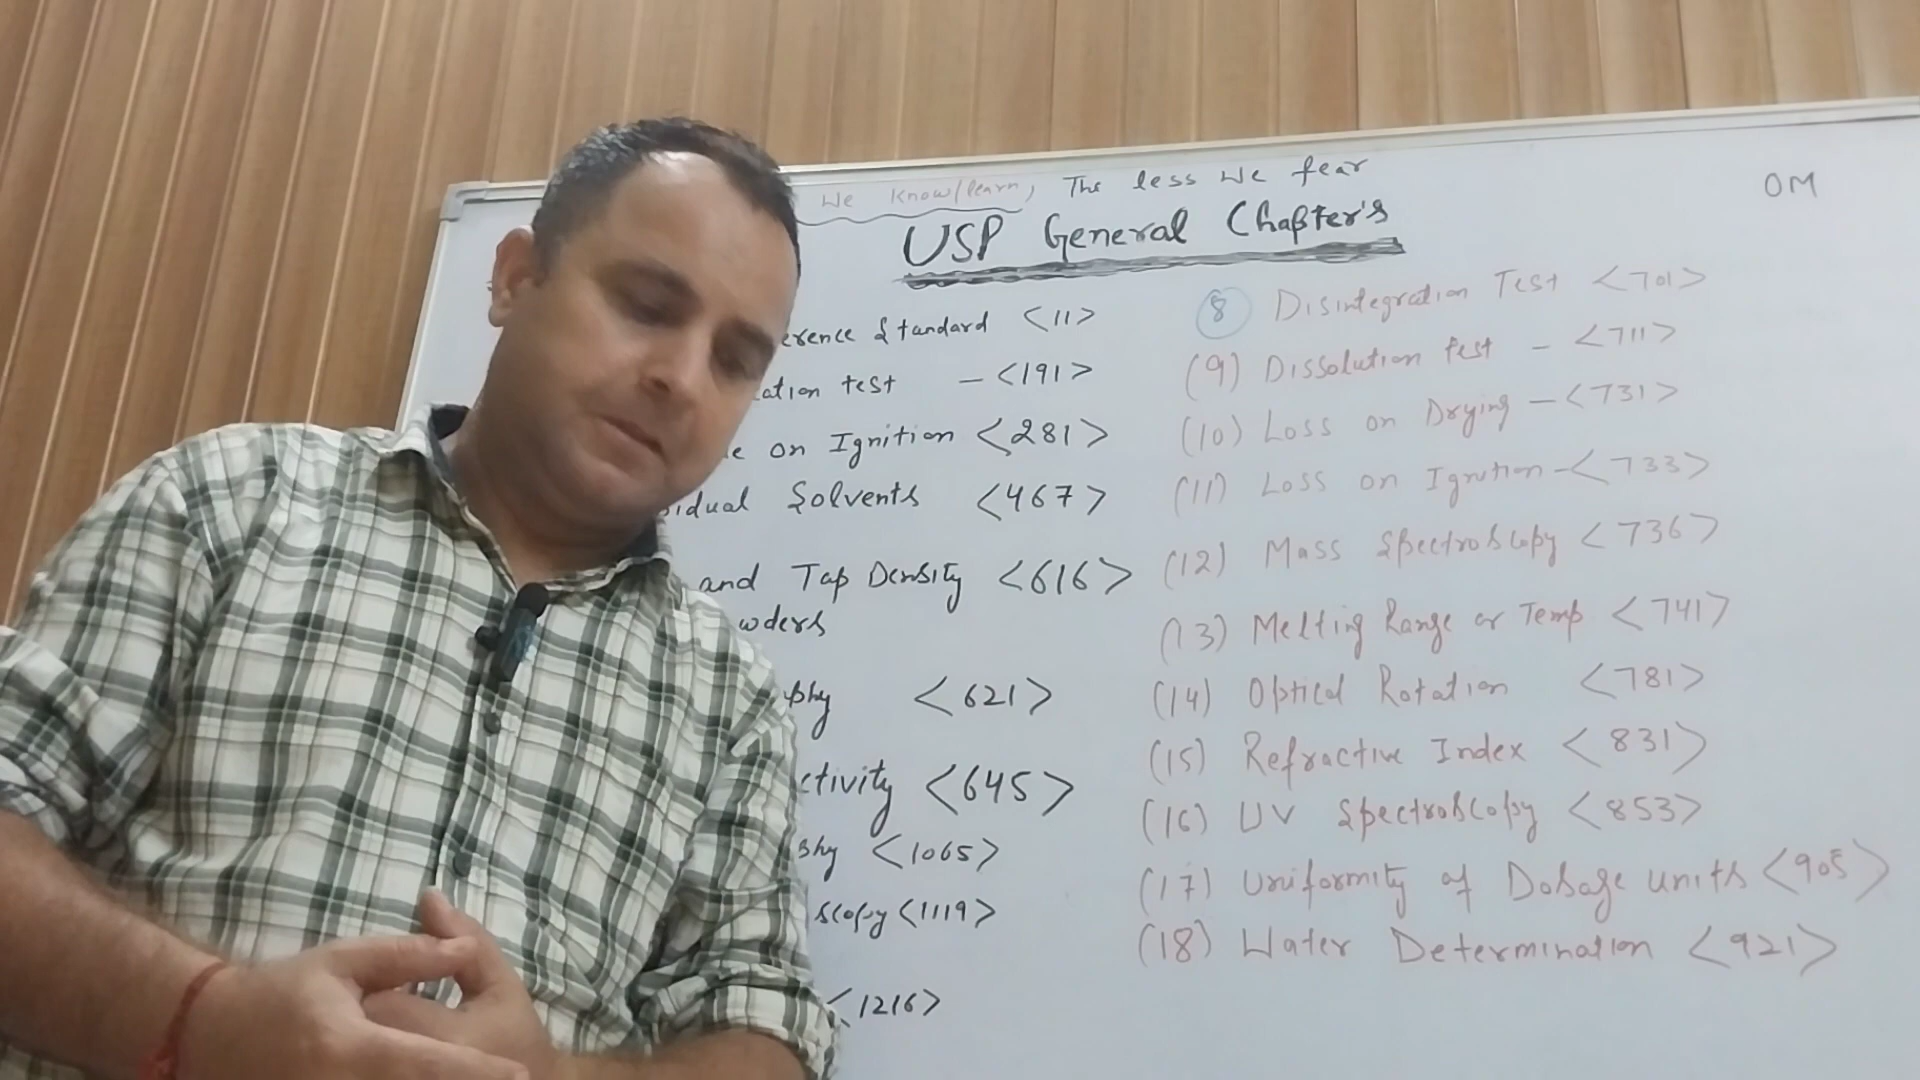 We Know/learn, The less We fear
OM
USP General Chapter's
erence Standard <11>
cation test — <191>
e on Ignition <281>
sidual Solvents <467>
and Tap Density <616>
wders
phy <621>
ctivity <645>
phy <1065>
scopy <1119>
<1216>
8 Disintegration Test <701>
(9) Dissolution test - <711>
(10) Loss on Drying - <731>
(11) Loss on Ignition - <733>
(12) Mass Spectroscopy <736>
(13) Melting Range or Temp <741>
(14) Optical Rotation <781>
(15) Refractive Index <831>
(16) UV Spectroscopy <853>
(17) Uniformity of Dosage units <905>
(18) Water Determination <921>